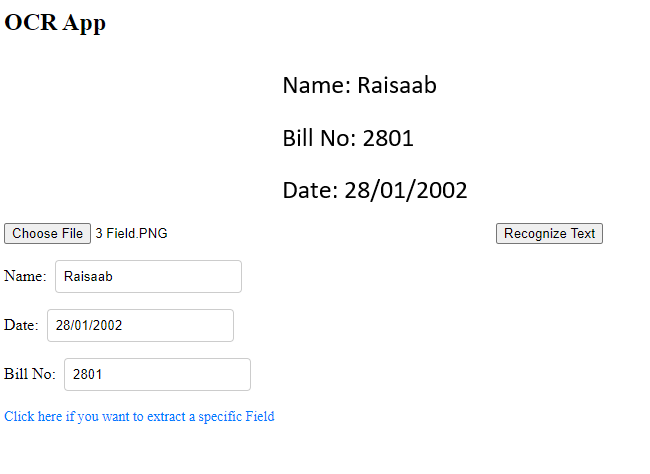 OCR App
Name: Raisaab
Bill No: 2801
Date: 28/01/2002
Choose File 3 Field.PNG Recognize Text
Name: Raisaab
Date: 28/01/2002
Bill No: 2801
Click here if you want to extract a specific Field